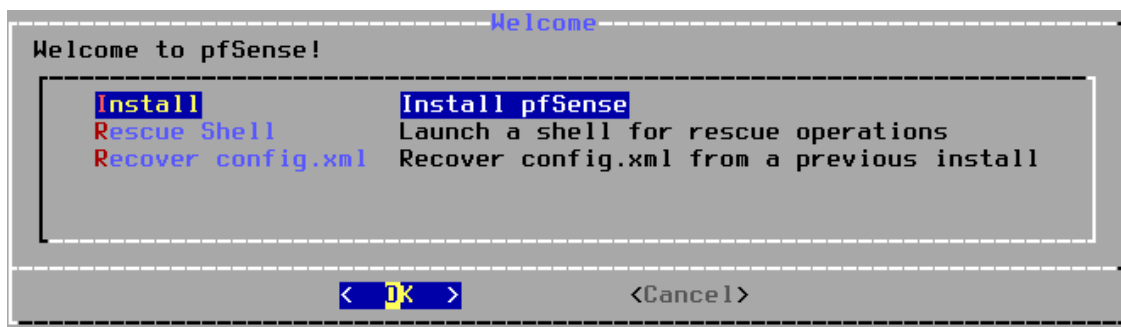 Welcome
Welcome to pfSense!
Install Install pfSense
Rescue Shell Launch a shell for rescue operations
Recover config.xml Recover config.xml from a previous install
< OK > <Cancel>